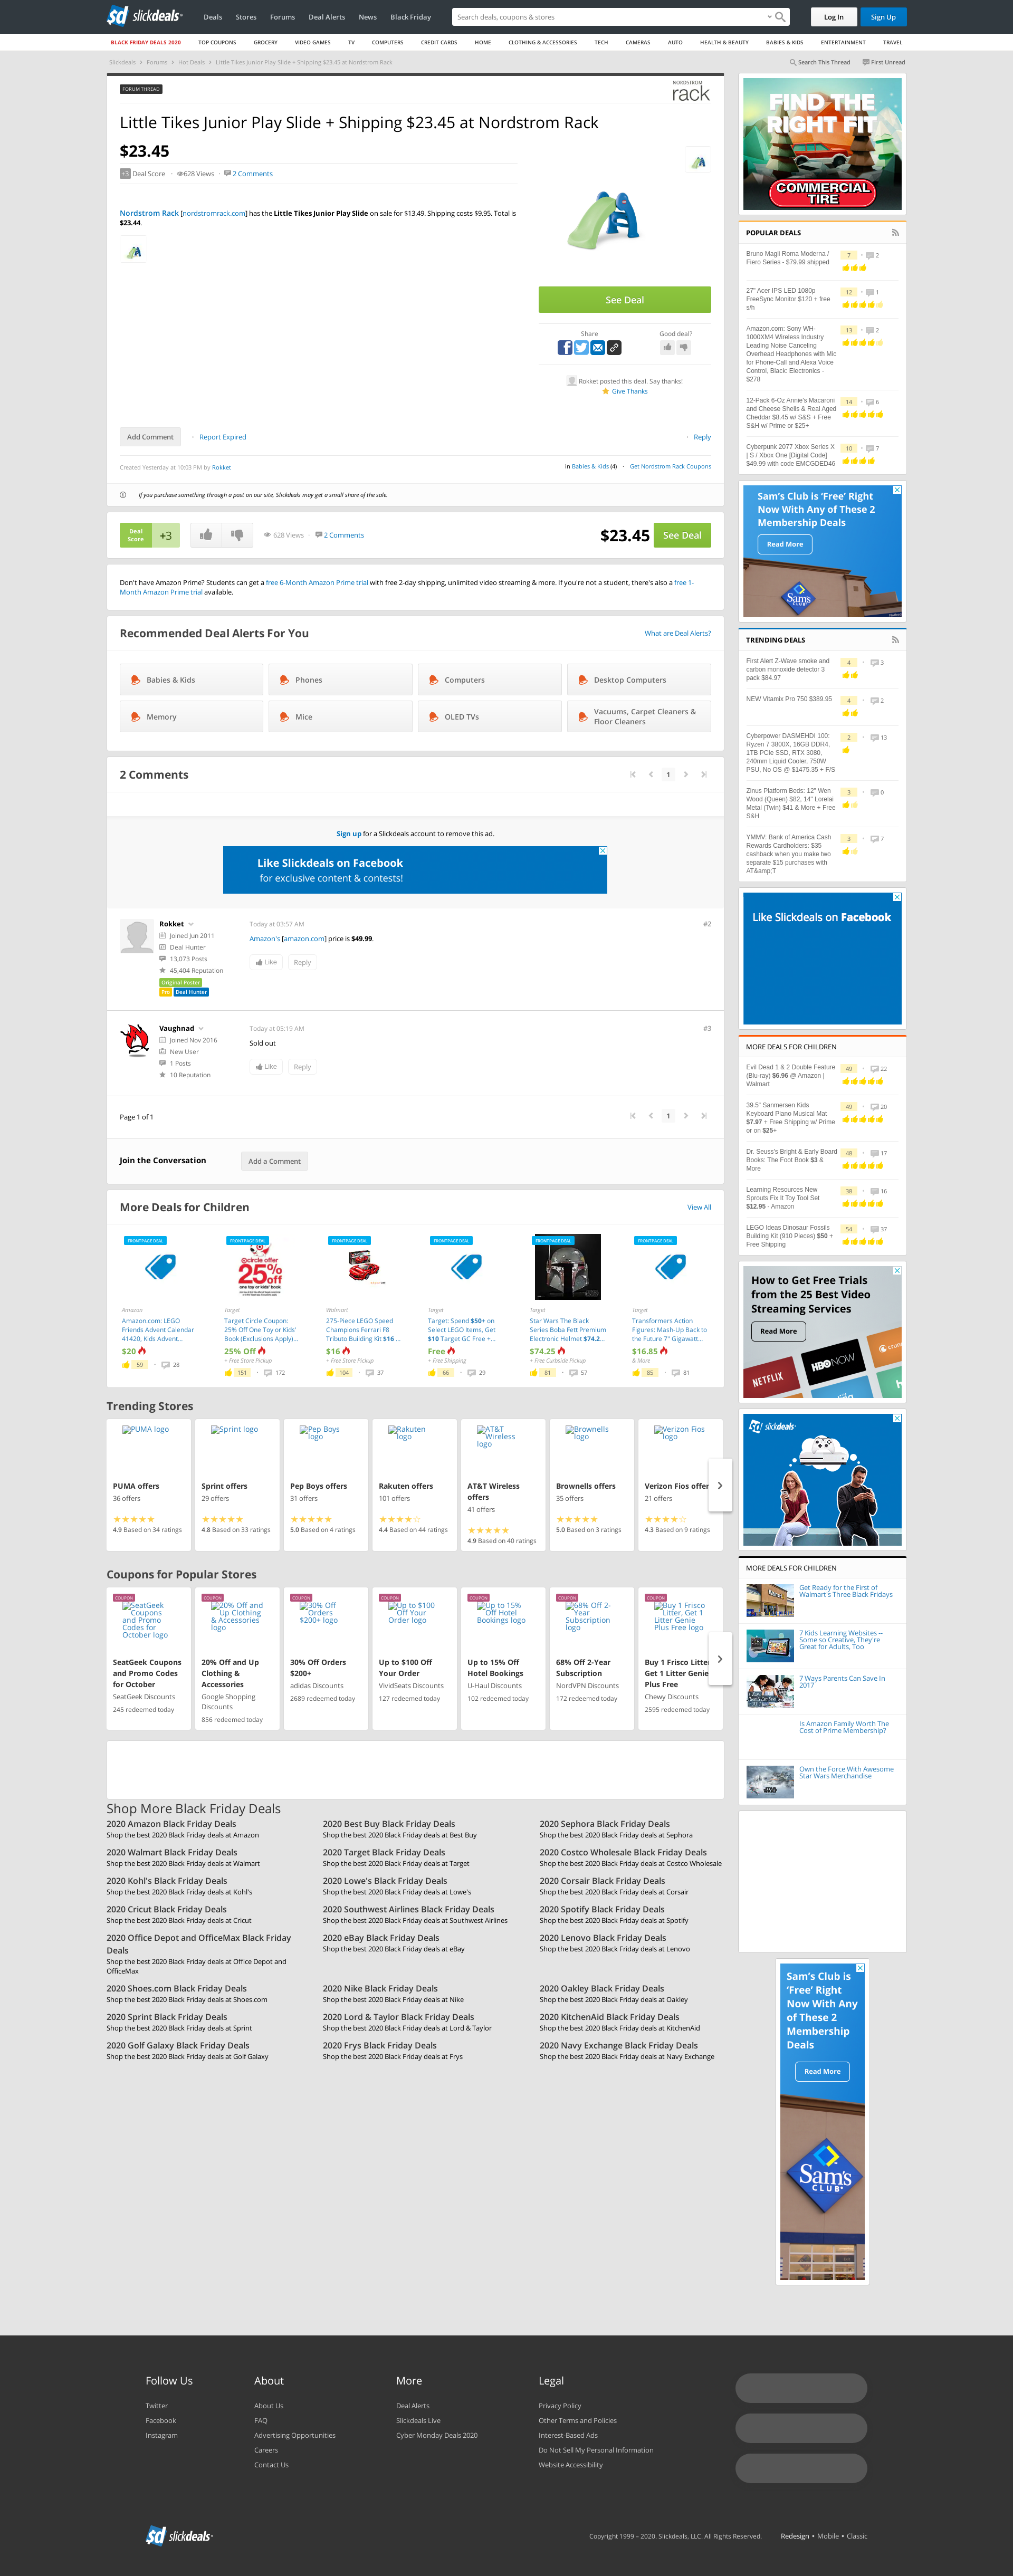 slickdeals
Deals Stores Forums Deal Alerts News Black Friday
Search deals, coupons & stores
Log In
Sign Up
BLACK FRIDAY DEALS 2020 TOP COUPONS GROCERY VIDEO GAMES TV COMPUTERS CREDIT CARDS HOME CLOTHING & ACCESSORIES TECH CAMERAS AUTO HEALTH & BEAUTY BABIES & KIDS ENTERTAINMENT TRAVEL
Slickdeals Forums Hot Deals Little Tikes Junior Play Slide + Shipping $23.45 at Nordstrom Rack
Search This Thread First Unread
FORUM THREAD
NORDSTROM
rack
Little Tikes Junior Play Slide + Shipping $23.45 at Nordstrom Rack
$23.45
+3 Deal Score • 628 Views • 2 Comments
Nordstrom Rack [nordstromrack.com] has the Little Tikes Junior Play Slide on sale for $13.49. Shipping costs $9.95. Total is
$23.44.
See Deal
Share
Good deal?
Rokket posted this deal. Say thanks!
Give Thanks
Add Comment • Report Expired
• Reply
Created Yesterday at 10:03 PM by Rokket
in Babies & Kids (4) • Get Nordstrom Rack Coupons
If you purchase something through a post on our site, Slickdeals may get a small share of the sale.
Deal
Score
+3
628 Views • 2 Comments
$23.45
See Deal
Don't have Amazon Prime? Students can get a free 6-Month Amazon Prime trial with free 2-day shipping, unlimited video streaming & more. If you're not a student, there's also a free 1-
Month Amazon Prime trial available.
Recommended Deal Alerts For You
What are Deal Alerts?
Babies & Kids
Phones
Computers
Desktop Computers
Memory
Mice
OLED TVs
Vacuums, Carpet Cleaners &
Floor Cleaners
2 Comments
1
Sign up for a Slickdeals account to remove this ad.
Like Slickdeals on Facebook
for exclusive content & contests!
Rokket
Joined Jun 2011
Deal Hunter
13,073 Posts
45,404 Reputation
Original Poster
Pro Deal Hunter
Today at 03:57 AM
#2
Amazon's [amazon.com] price is $49.99.
Like
Reply
Vaughnad
Joined Nov 2016
New User
1 Posts
10 Reputation
Today at 05:19 AM
#3
Sold out
Like
Reply
Page 1 of 1
1
Join the Conversation
Add a Comment
More Deals for Children
View All
FRONTPAGE DEAL
Amazon
Amazon.com: LEGO
Friends Advent Calendar
41420, Kids Advent...
$20
59 • 28
FRONTPAGE DEAL
circle offer
25% off
Target
Target Circle Coupon:
25% Off One Toy or Kids'
Book (Exclusions Apply)...
25% Off
+ Free Store Pickup
151 • 172
FRONTPAGE DEAL
Walmart
275-Piece LEGO Speed
Champions Ferrari F8
Tributo Building Kit $16 ...
$16
+ Free Store Pickup
104 • 37
FRONTPAGE DEAL
Target
Target: Spend $50+ on
Select LEGO Items, Get
$10 Target GC Free +...
Free
+ Free Shipping
66 • 29
FRONTPAGE DEAL
Target
Star Wars The Black
Series Boba Fett Premium
Electronic Helmet $74.2...
$74.25
+ Free Curbside Pickup
81 • 57
FRONTPAGE DEAL
Target
Transformers Action
Figures: Mash-Up Back to
the Future 7" Gigawatt...
$16.85
& More
85 • 81
Trending Stores
PUMA logo
PUMA offers
36 offers
4.9 Based on 34 ratings
Sprint logo
Sprint offers
29 offers
4.8 Based on 33 ratings
Pep Boys
logo
Pep Boys offers
31 offers
5.0 Based on 4 ratings
Rakuten
logo
Rakuten offers
101 offers
4.4 Based on 44 ratings
AT&T
Wireless
logo
AT&T Wireless
offers
41 offers
4.9 Based on 40 ratings
Brownells
logo
Brownells offers
35 offers
5.0 Based on 3 ratings
Verizon Fios
logo
Verizon Fios offer
21 offers
4.3 Based on 9 ratings
Coupons for Popular Stores
COUPON
SeatGeek
Coupons
and Promo
Codes for
October logo
SeatGeek Coupons
and Promo Codes
for October
SeatGeek Discounts
245 redeemed today
COUPON
20% Off and
Up Clothing
& Accessories
logo
20% Off and Up
Clothing &
Accessories
Google Shopping
Discounts
856 redeemed today
COUPON
30% Off
Orders
$200+ logo
30% Off Orders
$200+
adidas Discounts
2689 redeemed today
COUPON
Up to $100
Off Your
Order logo
Up to $100 Off
Your Order
VividSeats Discounts
127 redeemed today
COUPON
Up to 15%
Off Hotel
Bookings logo
Up to 15% Off
Hotel Bookings
U-Haul Discounts
102 redeemed today
COUPON
68% Off 2-
Year
Subscription
logo
68% Off 2-Year
Subscription
NordVPN Discounts
172 redeemed today
COUPON
Buy 1 Frisco
Litter, Get 1
Litter Genie
Plus Free logo
Buy 1 Frisco Litter
Get 1 Litter Genie
Plus Free
Chewy Discounts
2595 redeemed today
Shop More Black Friday Deals
2020 Amazon Black Friday Deals
Shop the best 2020 Black Friday deals at Amazon
2020 Best Buy Black Friday Deals
Shop the best 2020 Black Friday deals at Best Buy
2020 Sephora Black Friday Deals
Shop the best 2020 Black Friday deals at Sephora
2020 Walmart Black Friday Deals
Shop the best 2020 Black Friday deals at Walmart
2020 Target Black Friday Deals
Shop the best 2020 Black Friday deals at Target
2020 Costco Wholesale Black Friday Deals
Shop the best 2020 Black Friday deals at Costco Wholesale
2020 Kohl's Black Friday Deals
Shop the best 2020 Black Friday deals at Kohl's
2020 Lowe's Black Friday Deals
Shop the best 2020 Black Friday deals at Lowe's
2020 Corsair Black Friday Deals
Shop the best 2020 Black Friday deals at Corsair
2020 Cricut Black Friday Deals
Shop the best 2020 Black Friday deals at Cricut
2020 Southwest Airlines Black Friday Deals
Shop the best 2020 Black Friday deals at Southwest Airlines
2020 Spotify Black Friday Deals
Shop the best 2020 Black Friday deals at Spotify
2020 Office Depot and OfficeMax Black Friday
Deals
Shop the best 2020 Black Friday deals at Office Depot and
OfficeMax
2020 eBay Black Friday Deals
Shop the best 2020 Black Friday deals at eBay
2020 Lenovo Black Friday Deals
Shop the best 2020 Black Friday deals at Lenovo
2020 Shoes.com Black Friday Deals
Shop the best 2020 Black Friday deals at Shoes.com
2020 Nike Black Friday Deals
Shop the best 2020 Black Friday deals at Nike
2020 Oakley Black Friday Deals
Shop the best 2020 Black Friday deals at Oakley
2020 Sprint Black Friday Deals
Shop the best 2020 Black Friday deals at Sprint
2020 Lord & Taylor Black Friday Deals
Shop the best 2020 Black Friday deals at Lord & Taylor
2020 KitchenAid Black Friday Deals
Shop the best 2020 Black Friday deals at KitchenAid
2020 Golf Galaxy Black Friday Deals
Shop the best 2020 Black Friday deals at Golf Galaxy
2020 Frys Black Friday Deals
Shop the best 2020 Black Friday deals at Frys
2020 Navy Exchange Black Friday Deals
Shop the best 2020 Black Friday deals at Navy Exchange
FIND THE
RIGHT FIT
COMMERCIAL
TIRE
POPULAR DEALS
Bruno Magli Roma Moderna /
Fiero Series - $79.99 shipped
7 • 2
27" Acer IPS LED 1080p
FreeSync Monitor $120 + free
s/h
12 • 1
Amazon.com: Sony WH-
1000XM4 Wireless Industry
Leading Noise Canceling
Overhead Headphones with Mic
for Phone-Call and Alexa Voice
Control, Black: Electronics -
$278
13 • 2
12-Pack 6-Oz Annie's Macaroni
and Cheese Shells & Real Aged
Cheddar $8.45 w/ S&S + Free
S&H w/ Prime or $25+
14 • 6
Cyberpunk 2077 Xbox Series X
| S / Xbox One [Digital Code]
$49.99 with code EMCGDED46
10 • 7
Sam's Club is 'Free' Right
Now With Any of These 2
Membership Deals
Read More
Sam's
CLUB
TRENDING DEALS
First Alert Z-Wave smoke and
carbon monoxide detector 3
pack $84.97
4 • 3
NEW Vitamix Pro 750 $389.95
4 • 2
Cyberpower DASMEHDI 100:
Ryzen 7 3800X, 16GB DDR4,
1TB PCIe SSD, RTX 3080,
240mm Liquid Cooler, 750W
PSU, No OS @ $1475.35 + F/S
2 • 13
Zinus Platform Beds: 12" Wen
Wood (Queen) $82, 14" Lorelai
Metal (Twin) $41 & More + Free
S&H
3 • 0
YMMV: Bank of America Cash
Rewards Cardholders: $35
cashback when you make two
separate $15 purchases with
AT&amp;T
3 • 7
Like Slickdeals on Facebook
MORE DEALS FOR CHILDREN
Evil Dead 1 & 2 Double Feature
(Blu-ray) $6.96 @ Amazon |
Walmart
49 • 22
39.5" Sanmersen Kids
Keyboard Piano Musical Mat
$7.97 + Free Shipping w/ Prime
or on $25+
49 • 20
Dr. Seuss's Bright & Early Board
Books: The Foot Book $3 &
More
48 • 17
Learning Resources New
Sprouts Fix It Toy Tool Set
$12.95 - Amazon
38 • 16
LEGO Ideas Dinosaur Fossils
Building Kit (910 Pieces) $50 +
Free Shipping
54 • 37
How to Get Free Trials
from the 25 Best Video
Streaming Services
Read More
NETFLIX
HBO NOW
crunchy
slickdeals
MORE DEALS FOR CHILDREN
Get Ready for the First of
Walmart's Three Black Fridays
7 Kids Learning Websites --
Some so Creative, They're
Great for Adults, Too
7 Ways Parents Can Save In
2017
Is Amazon Family Worth The
Cost of Prime Membership?
Own the Force With Awesome
Star Wars Merchandise
Sam's Club is
'Free' Right
Now With Any
of These 2
Membership
Deals
Read More
Sam's
CLUB
Follow Us
Twitter
Facebook
Instagram
About
About Us
FAQ
Advertising Opportunities
Careers
Contact Us
More
Deal Alerts
Slickdeals Live
Cyber Monday Deals 2020
Legal
Privacy Policy
Other Terms and Policies
Interest-Based Ads
Do Not Sell My Personal Information
Website Accessibility
slickdeals
Copyright 1999 – 2020. Slickdeals, LLC. All Rights Reserved.
Redesign • Mobile • Classic